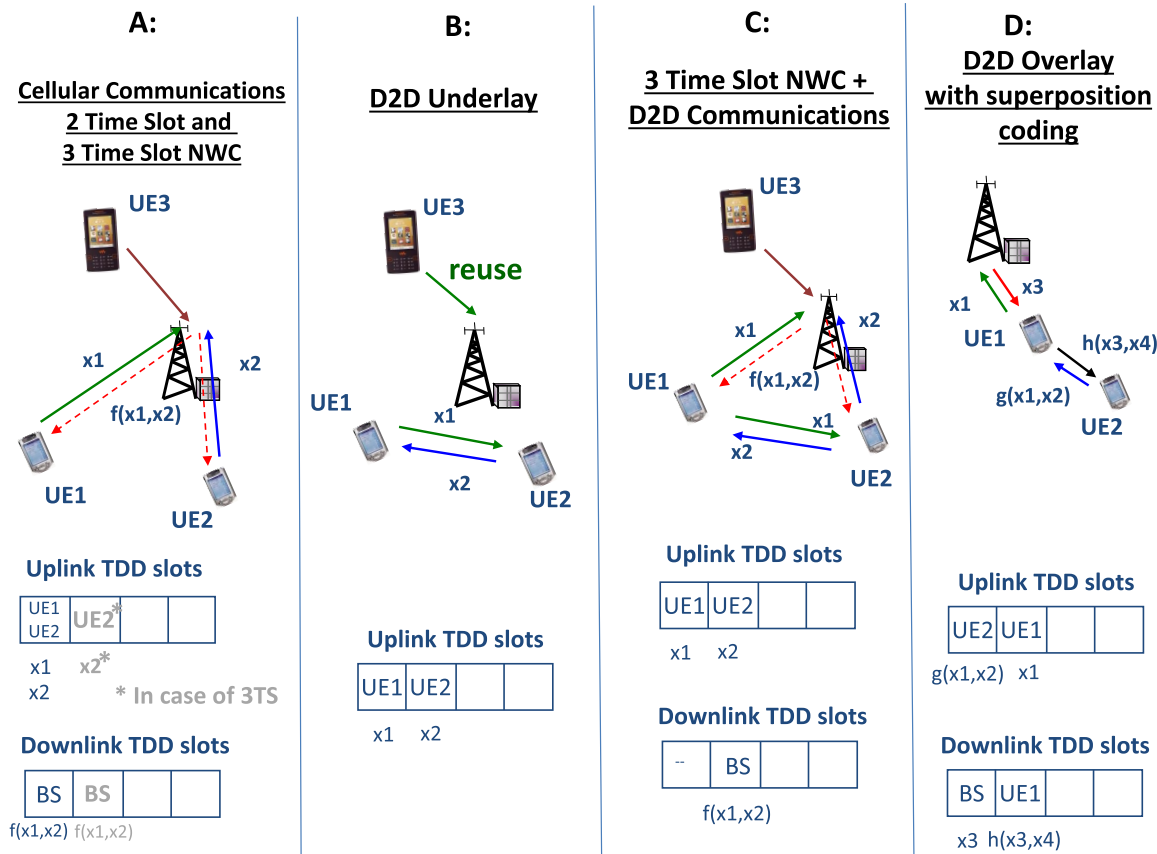 A:
Cellular Communications
2 Time Slot and
3 Time Slot NWC
UE3
x1
x2
f(x1,x2)
UE1
UE2
Uplink TDD slots
UE1
UE2
UE2*
x1
x2
x2*
* In case of 3TS
Downlink TDD slots
BS
BS
f(x1,x2)
f(x1,x2)
B:
D2D Underlay
UE3
reuse
UE1
x1
x2
UE2
Uplink TDD slots
UE1
UE2
x1
x2
C:
3 Time Slot NWC +
D2D Communications
UE3
x1
x2
UE1
f(x1,x2)
x1
x2
UE2
Uplink TDD slots
UE1
UE2
x1
x2
Downlink TDD slots
--
BS
f(x1,x2)
D:
D2D Overlay
with superposition
coding
x1
x3
UE1
h(x3,x4)
g(x1,x2)
UE2
Uplink TDD slots
UE2
UE1
g(x1,x2)
x1
Downlink TDD slots
BS
UE1
x3
h(x3,x4)